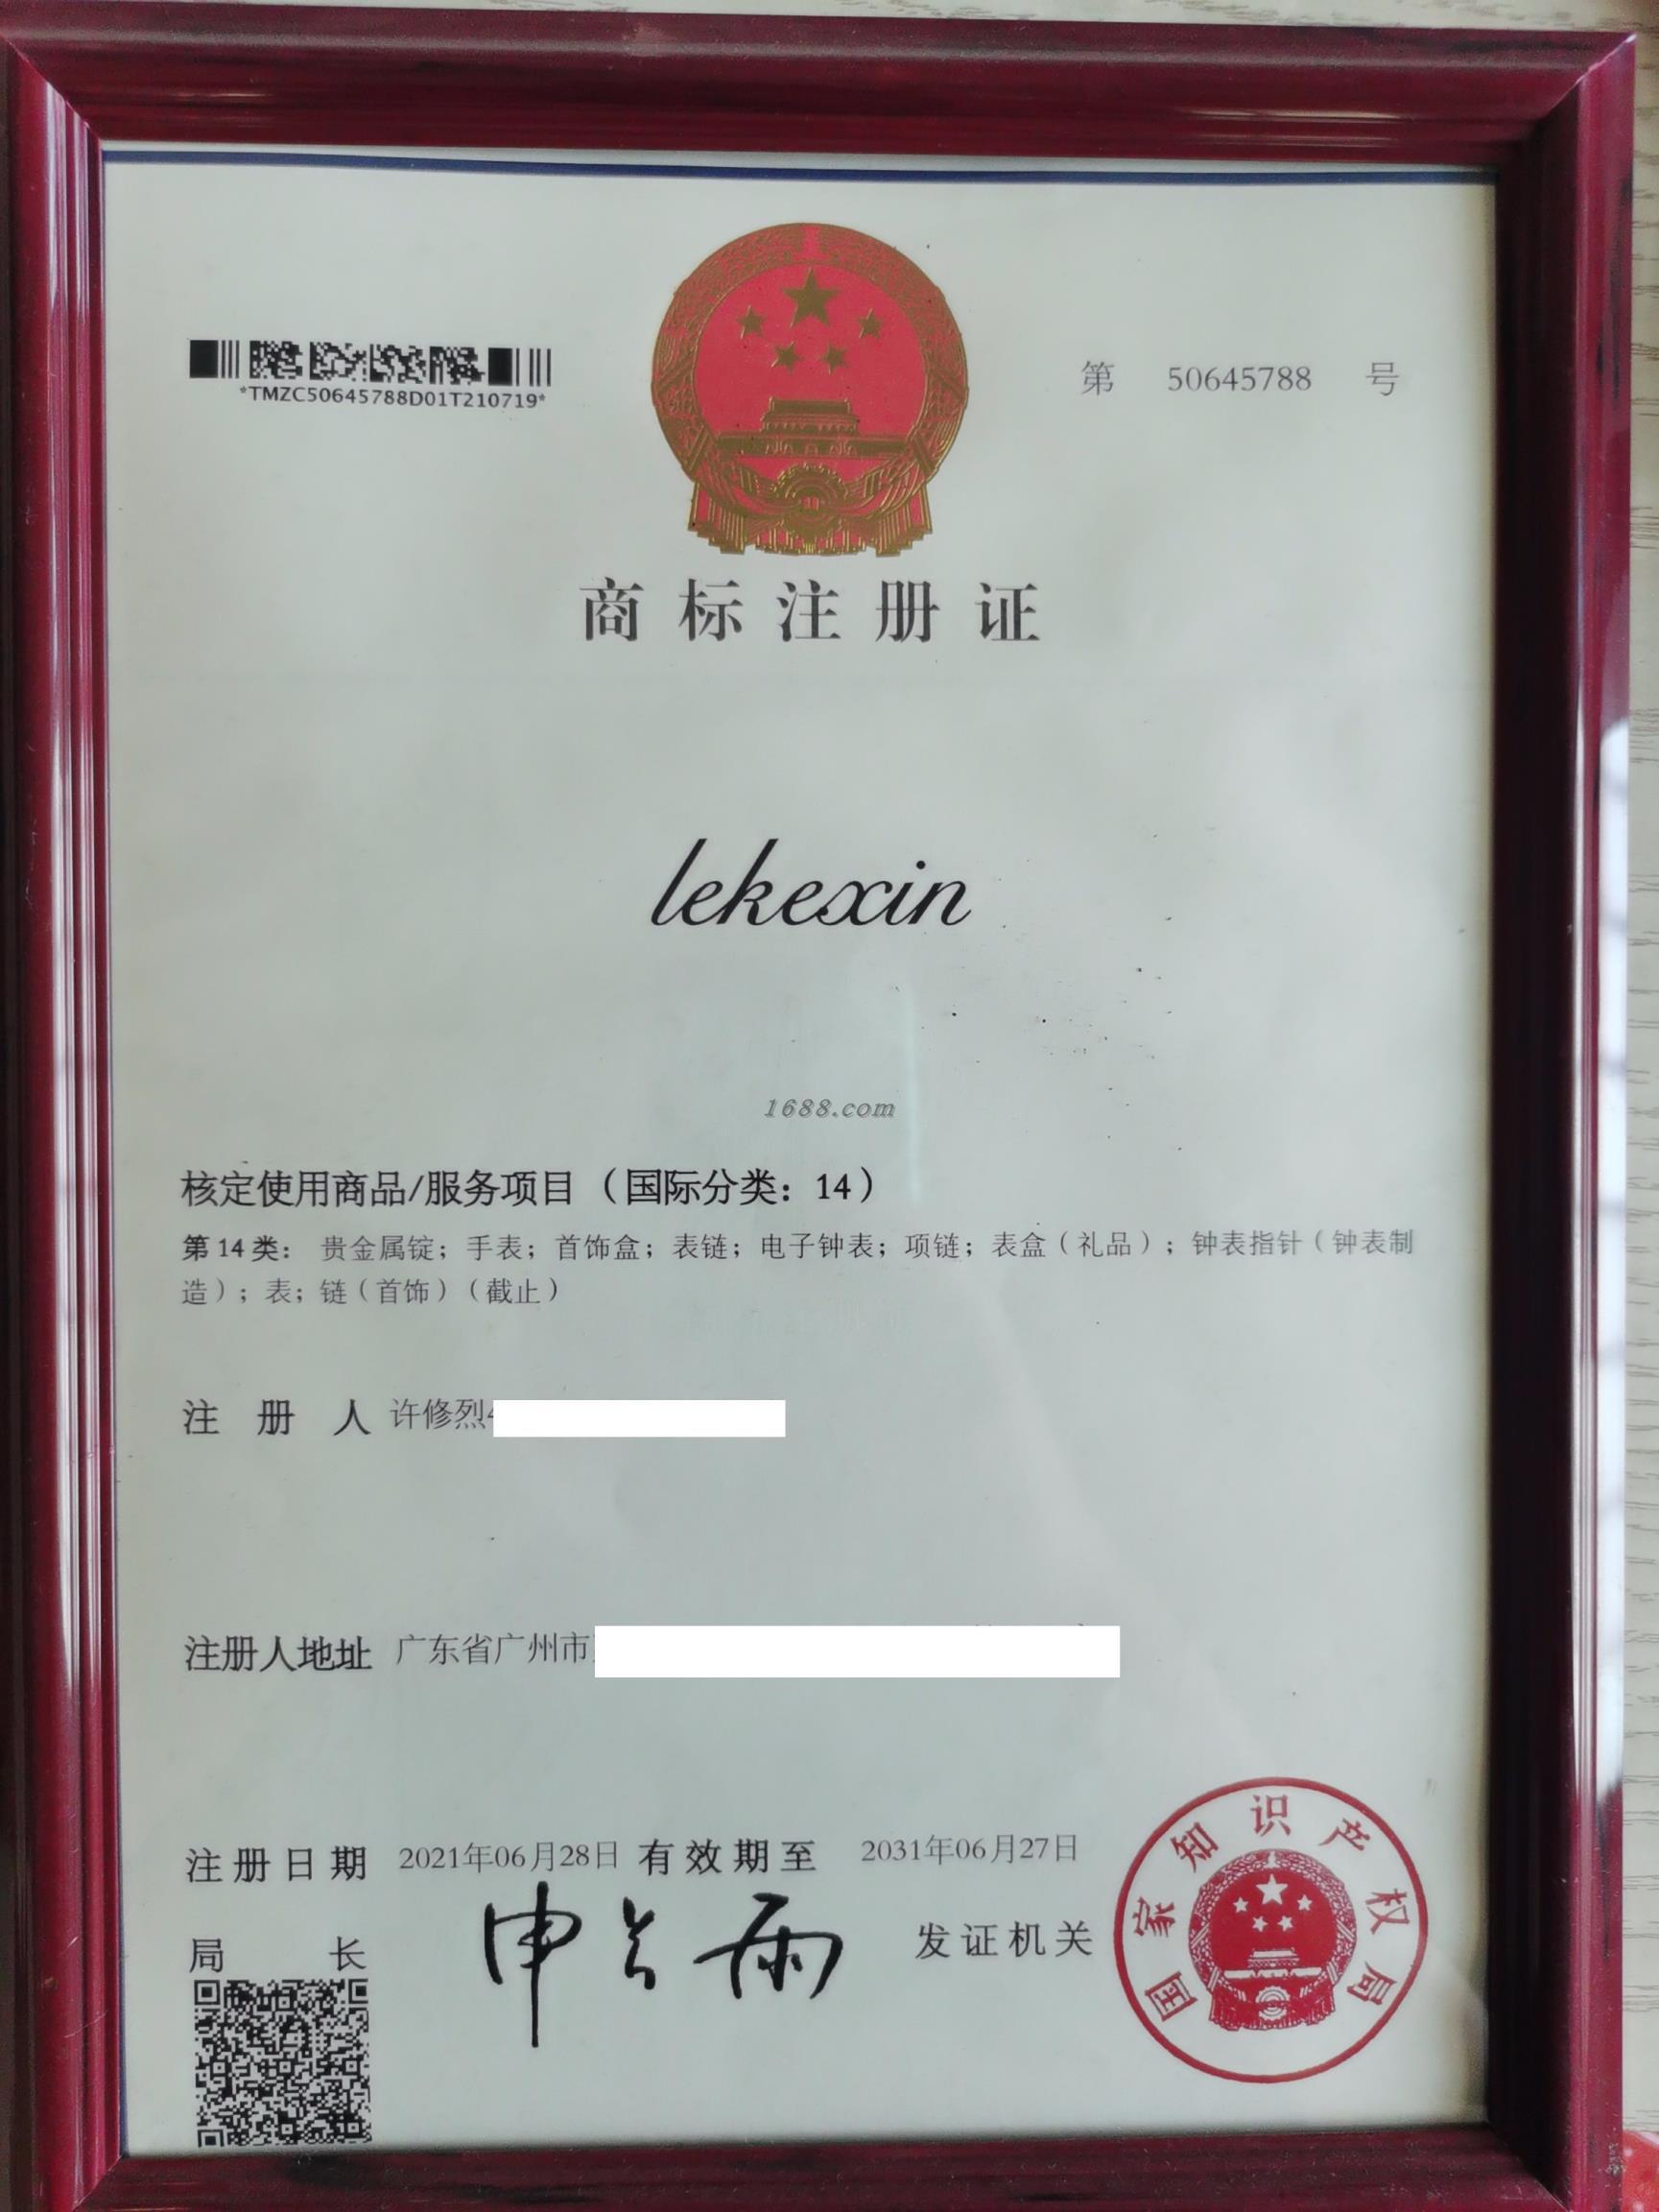 *TMZC50645788D01T210719*
第 50645788 号
商标注册证
lekexin
1688.com
核定使用商品/服务项目（国际分类：14）
第14类： 贵金属锭；手表；首饰盒；表链；电子钟表；项链；表盒（礼品）；钟表指针（钟表制
造）；表；链（首饰）（截止）
注册人 许修烈
注册人地址 广东省广州市
注册日期 2021年06月28日 有效期至 2031年06月27日
局长 申长雨 发证机关
国家知识产权局